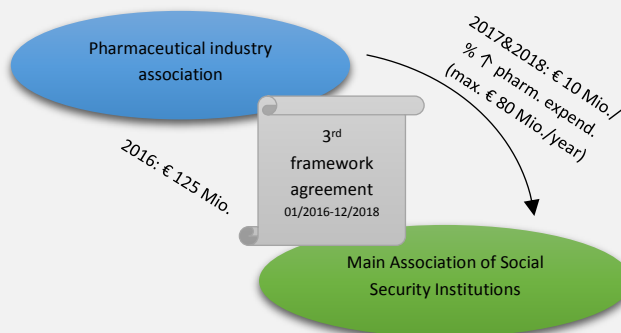 Pharmaceutical industry
association
2017&2018: € 10 Mio./
% ↑ pharm. expend.
(max. € 80 Mio./year)
2016: € 125 Mio.
3rd
framework
agreement
01/2016-12/2018
Main Association of Social
Security Institutions